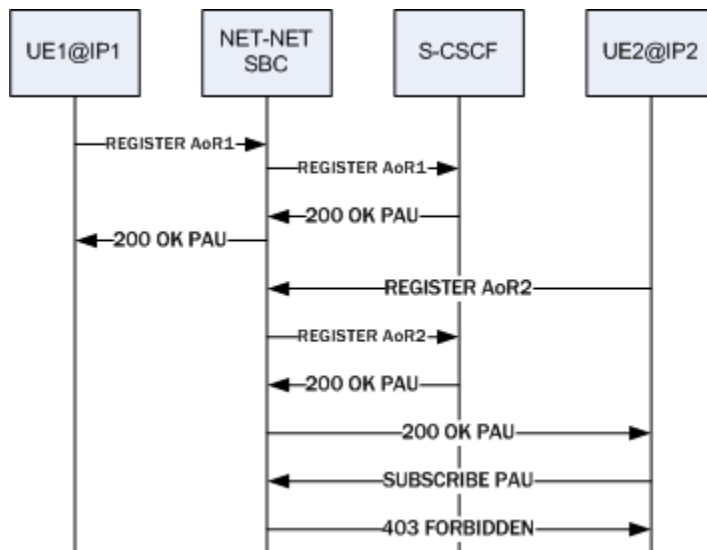 UE1@IP1
NET-NET
SBC
S-CSCF
UE2@IP2
REGISTER AoR1
REGISTER AoR1
200 OK PAU
200 OK PAU
REGISTER AoR2
REGISTER AoR2
200 OK PAU
200 OK PAU
SUBSCRIBE PAU
403 FORBIDDEN